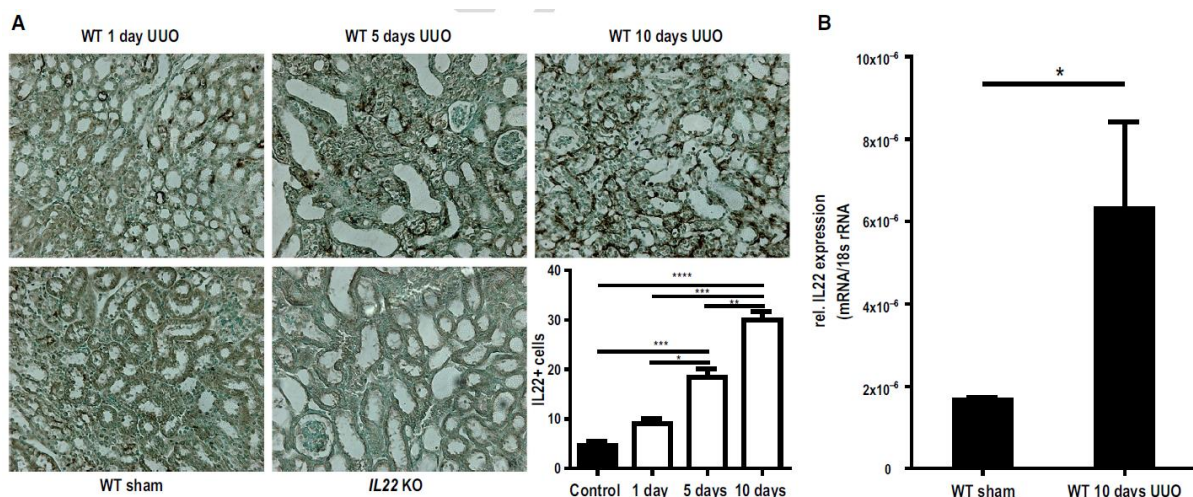 A
WT 1 day UUO
WT 5 days UUO
WT 10 days UUO
WT sham
IL22 KO
IL22+ cells
40
30
20
10
0
****
***
**
***
*
Control
1 day
5 days
10 days
B
rel. IL22 expression
(mRNA/18s rRNA)
10x10-6
8x10-6
6x10-6
4x10-6
2x10-6
0
*
WT sham
WT 10 days UUO